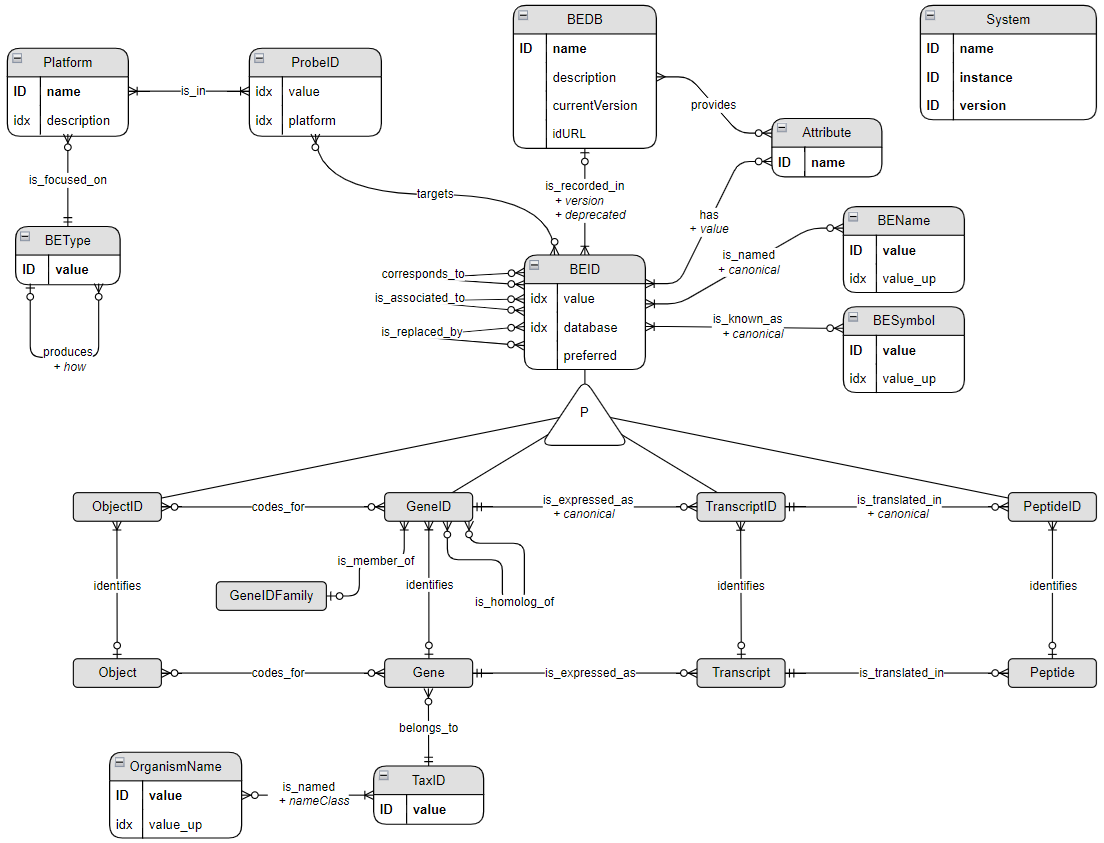 BEDB
ID name
description
currentVersion
idURL
System
ID name
ID instance
ID version
Platform
ID name
idx description
is_in
ProbeID
idx value
idx platform
provides
Attribute
ID name
is_focused_on
targets
is_recorded_in
+ version
+ deprecated
has
+ value
BEType
ID value
produces
+ how
BEName
ID value
idx value_up
is_named
+ canonical
corresponds_to
is_associated_to
is_replaced_by
BEID
idx value
idx database
preferred
is_known_as
+ canonical
BESymbol
ID value
idx value_up
P
ObjectID
codes_for
GeneID
is_expressed_as
+ canonical
TranscriptID
is_translated_in
+ canonical
PeptideID
is_member_of
GeneIDFamily
identifies
identifies
is_homolog_of
identifies
identifies
Object
codes_for
Gene
is_expressed_as
Transcript
is_translated_in
Peptide
belongs_to
OrganismName
ID value
idx value_up
is_named
+ nameClass
TaxID
ID value